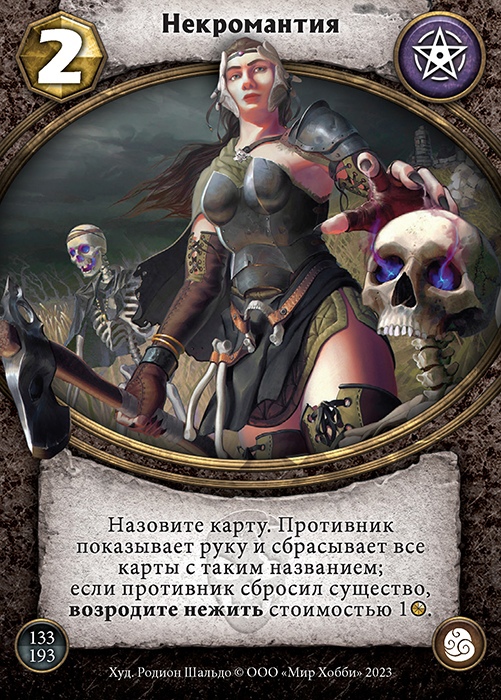 2
Некромантия
Назовите карту. Противник
показывает руку и сбрасывает все
карты с таким названием;
если противник сбросил существо,
возродите нежить стоимостью 1.
133
193
Худ. Родион Шальдо © ООО «Мир Хобби» 2023